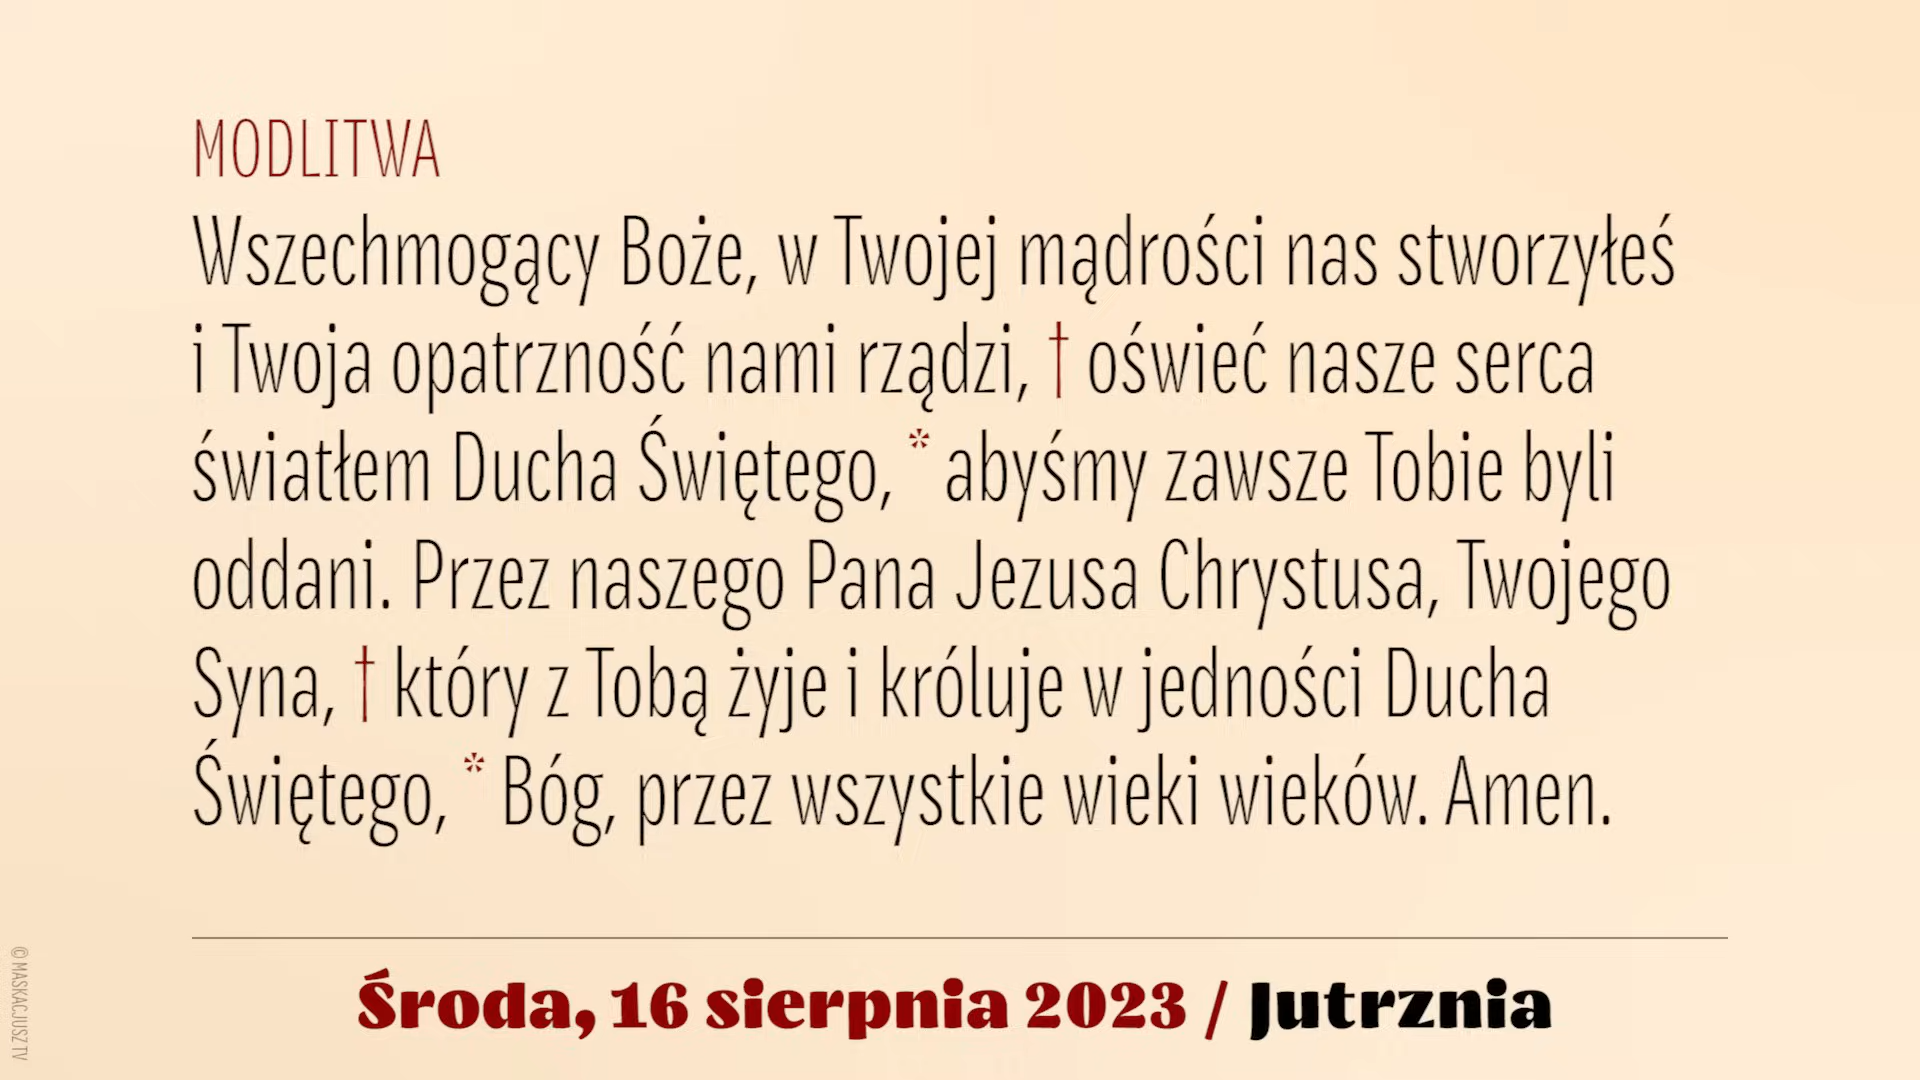 MODLITWA
Wszechmogący Boże, w Twojej mądrości nas stworzyłeś
i Twoja opatrzność nami rządzi, † oświeć nasze serca
światłem Ducha Świętego, * abyśmy zawsze Tobie byli
oddani. Przez naszego Pana Jezusa Chrystusa, Twojego
Syna, † który z Tobą żyje i króluje w jedności Ducha
Świętego, * Bóg, przez wszystkie wieki wieków. Amen.
Środa, 16 sierpnia 2023 / Jutrznia
© MASKACJUSZ TV